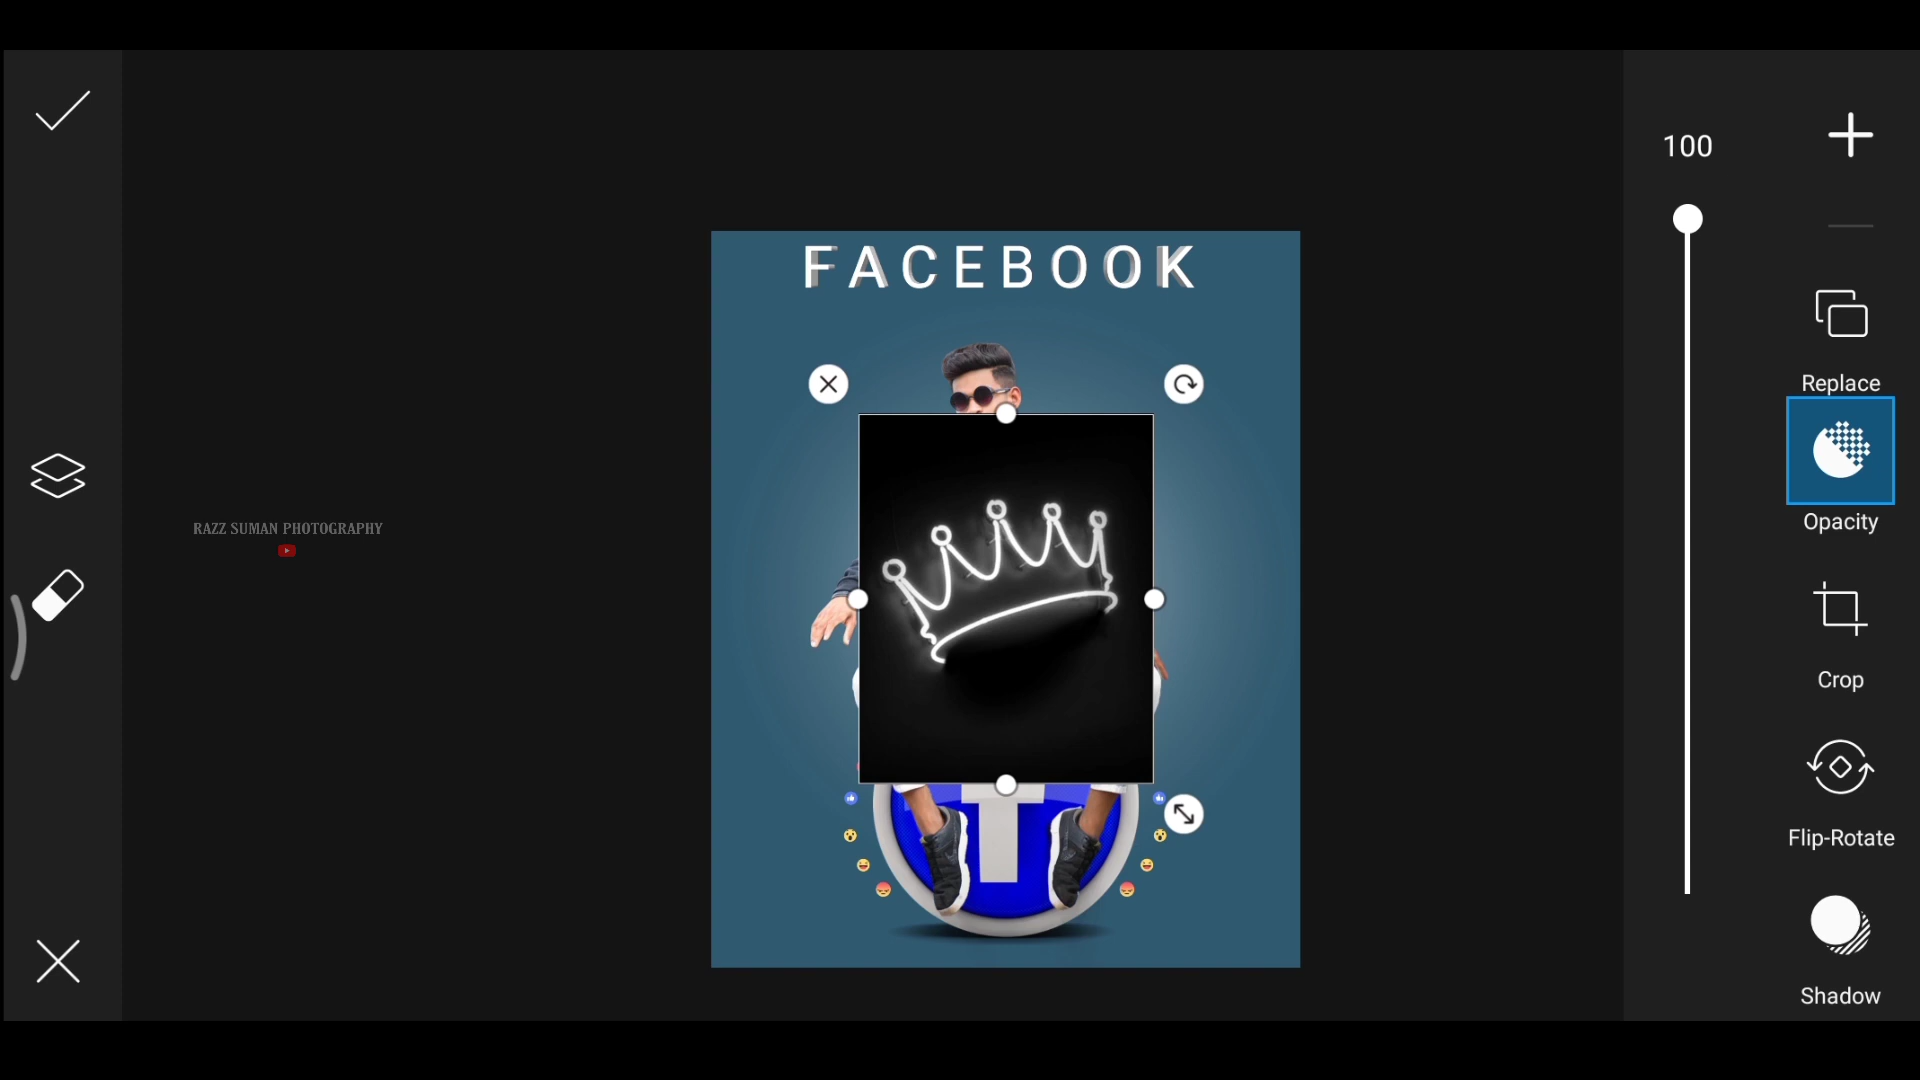 100
FACEBOOK
Replace
Opacity
RAZZ SUMAN PHOTOGRAPHY
Crop
Flip-Rotate
Shadow